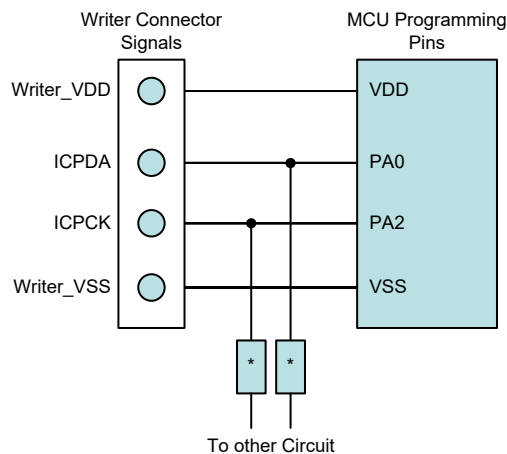 Writer Connector
Signals
MCU Programming
Pins
Writer_VDD
VDD
ICPDA
PA0
ICPCK
PA2
Writer_VSS
VSS
*
*
To other Circuit